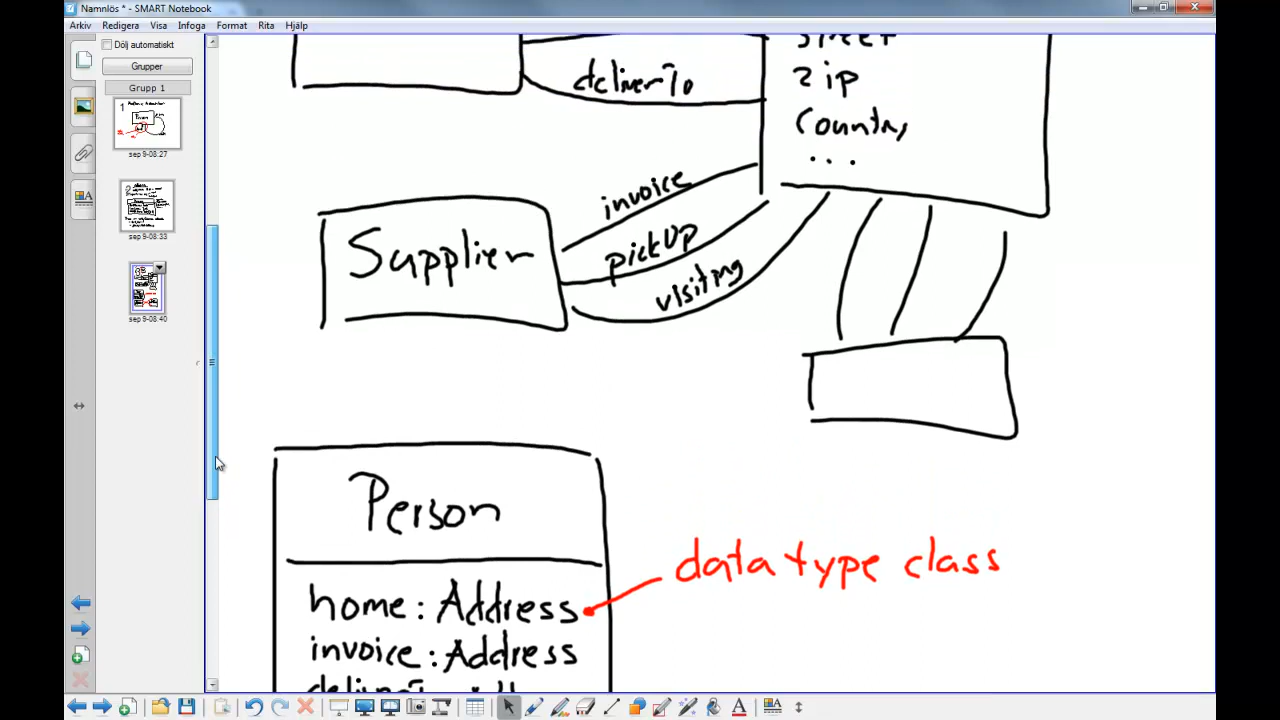 Namnlös * - SMART Notebook
Arkiv Redigera Visa Infoga Format Rita Hjälp
Dölj automatiskt
Grupper
Grupp 1
1
sep 9-08:27
sep 9-08:33
sep 9-08:40
street
deliverTo
zip
Country
...
invoice
Supplier
pickUp
visiting
Person
data type class
home: Address
invoice: Address